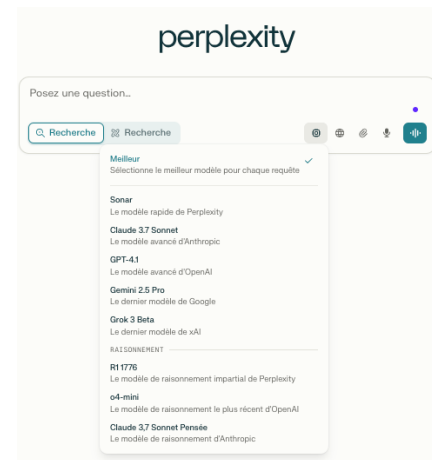 perplexity
Posez une question...
Recherche Recherche
Meilleur
Sélectionne le meilleur modèle pour chaque requête
Sonar
Le modèle rapide de Perplexity
Claude 3.7 Sonnet
Le modèle avancé d'Anthropic
GPT-4.1
Le modèle avancé d'OpenAI
Gemini 2.5 Pro
Le dernier modèle de Google
Grok 3 Beta
Le dernier modèle de xAI
RAISONNEMENT
R1 1776
Le modèle de raisonnement impartial de Perplexity
o4-mini
Le modèle de raisonnement le plus récent d'OpenAI
Claude 3,7 Sonnet Pensée
Le modèle de raisonnement d'Anthropic